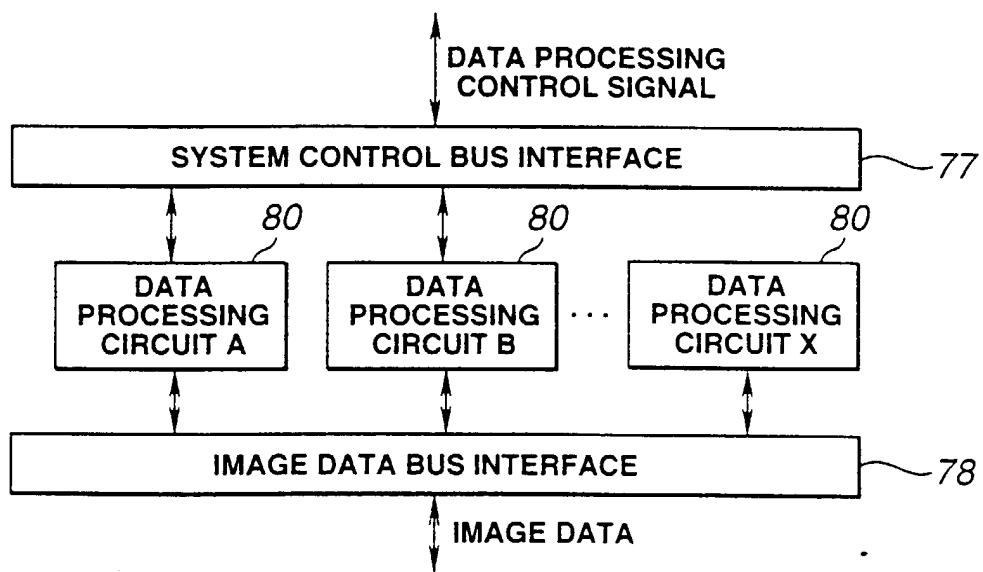 DATA PROCESSING
CONTROL SIGNAL
SYSTEM CONTROL BUS INTERFACE
77
80
80
80
DATA
PROCESSING
CIRCUIT A
DATA
PROCESSING
CIRCUIT B
...
DATA
PROCESSING
CIRCUIT X
IMAGE DATA BUS INTERFACE
78
IMAGE DATA